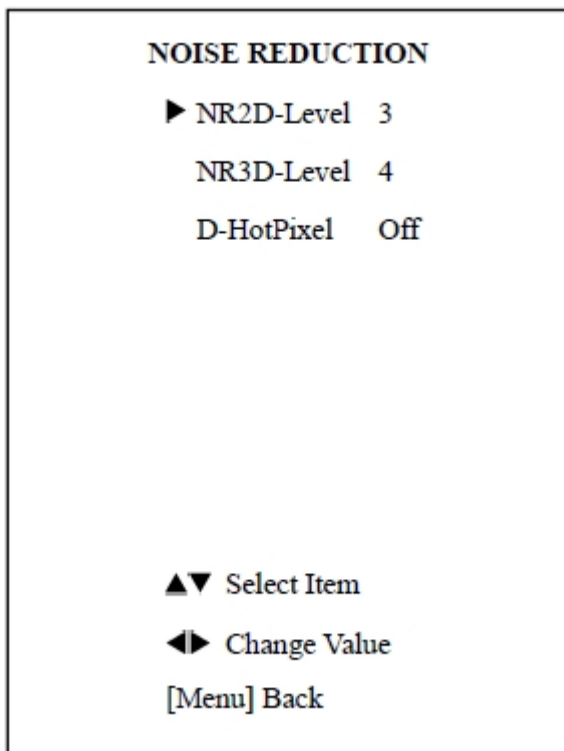 NOISE REDUCTION
▶ NR2D-Level 3
NR3D-Level 4
D-HotPixel Off
▲▼ Select Item
◀▶ Change Value
[Menu] Back